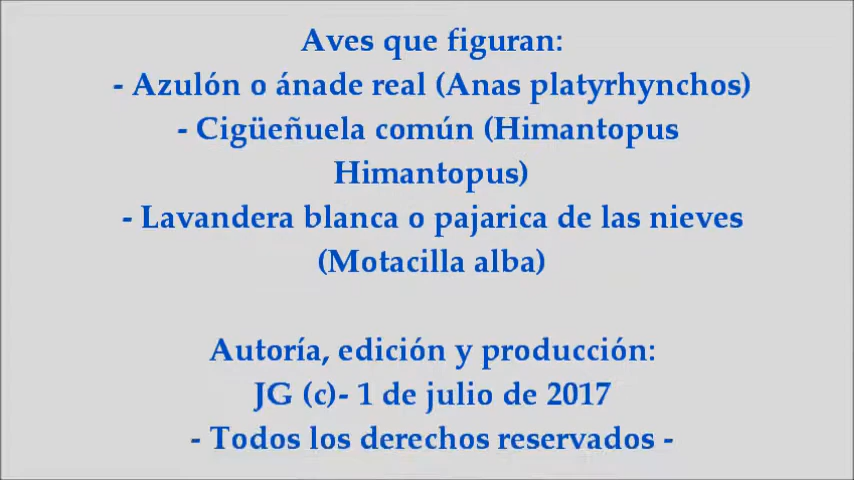 Aves que figuran:
- Azulón o ánade real (Anas platyrhynchos)
- Cigüeñuela común (Himantopus
Himantopus)
- Lavandera blanca o pajarica de las nieves
(Motacilla alba)
Autoría, edición y producción:
JG (c)- 1 de julio de 2017
- Todos los derechos reservados -